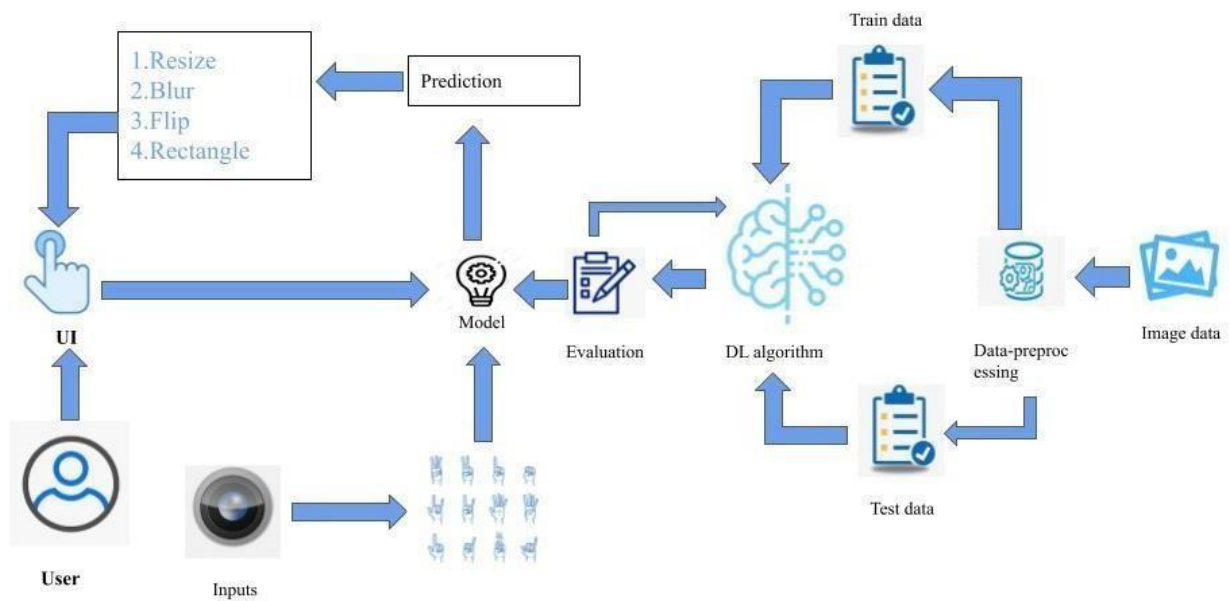 Train data
1.Resize
2.Blur
3.Flip
4.Rectangle
Prediction
UI
Model
Evaluation
DL algorithm
Data-preproc
essing
Image data
Test data
User
Inputs